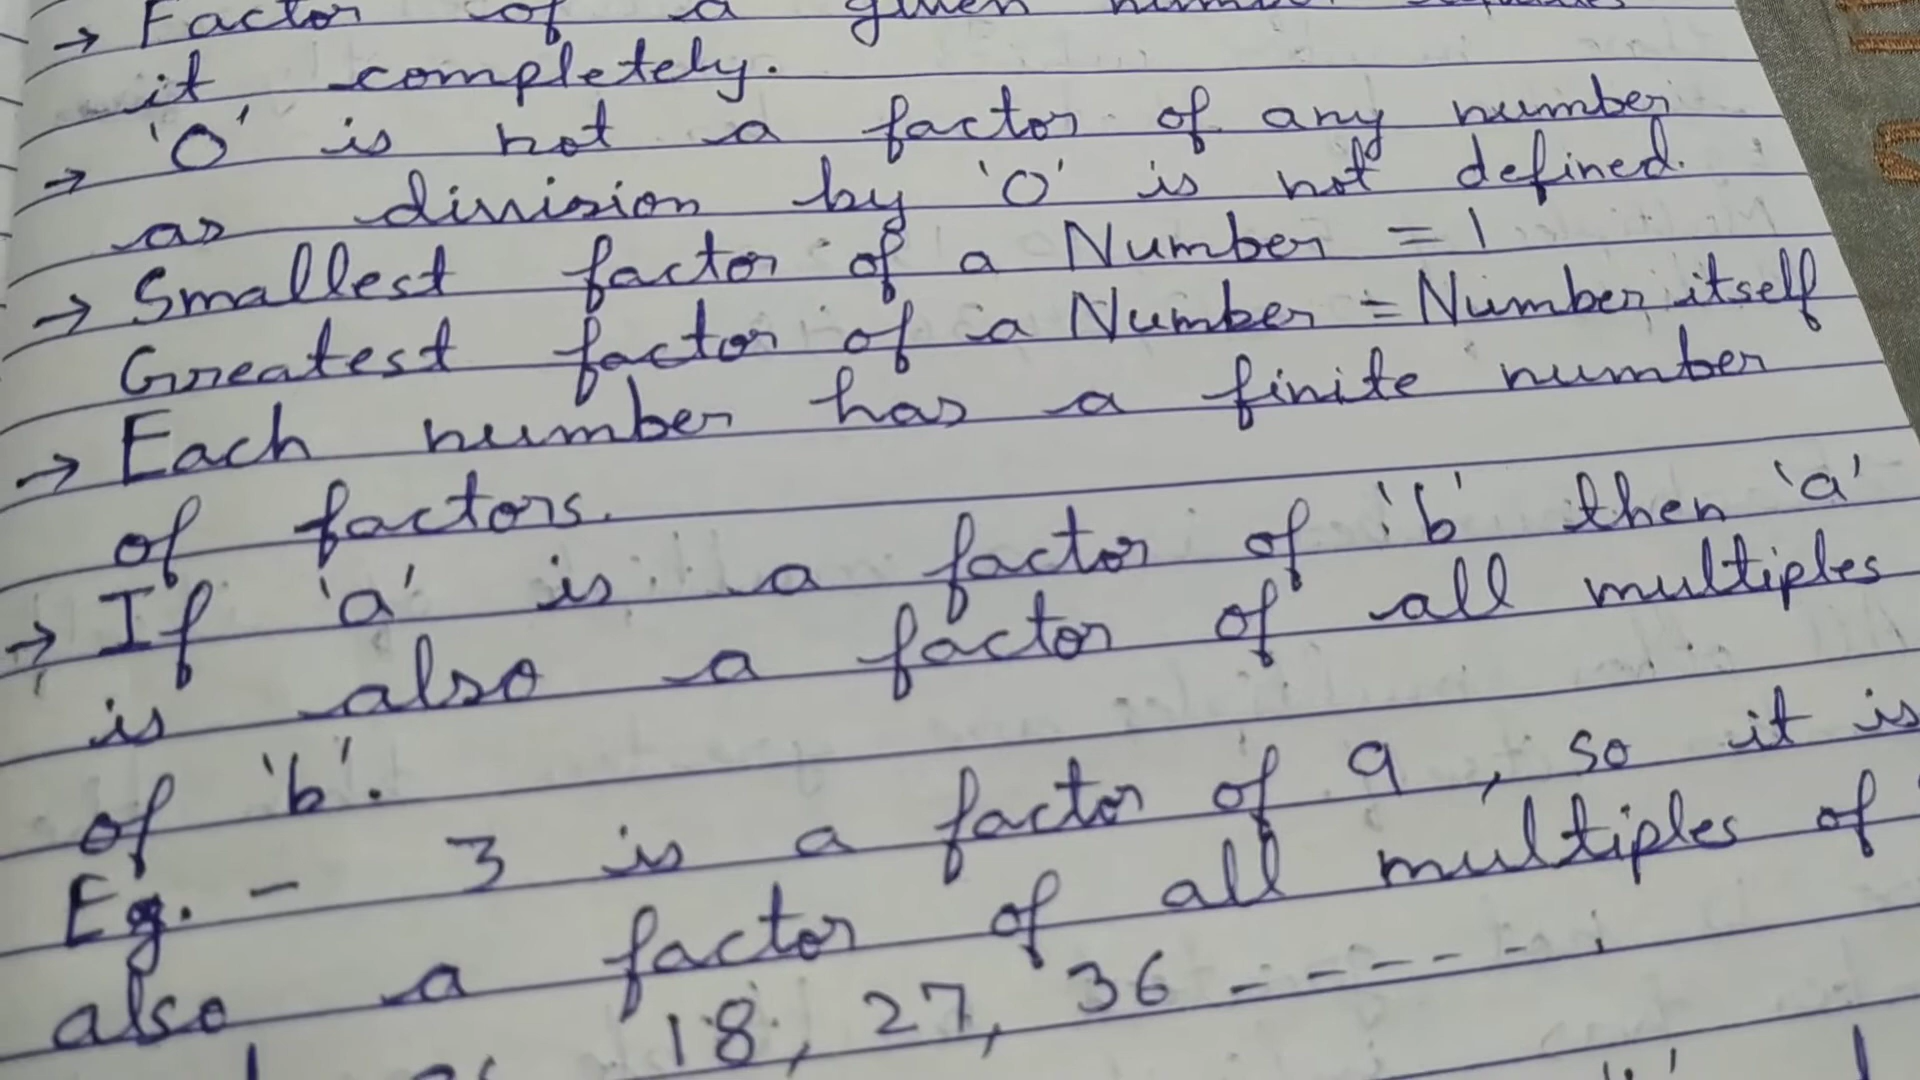 → Factor of a given number
it completely.
→ '0' is not a factor of any number
as division by '0' is not defined.
→ Smallest factor of a Number = 1
Greatest factor of a Number = Number itself
→ Each number has a finite number
of factors.
→ If 'a' is a factor of 'b' then 'a'
is also a factor of all multiples
of 'b'.
Eg. - 3 is a factor of 9, so it is
also a factor of all multiples of
18, 27, 36 - - - - - - .